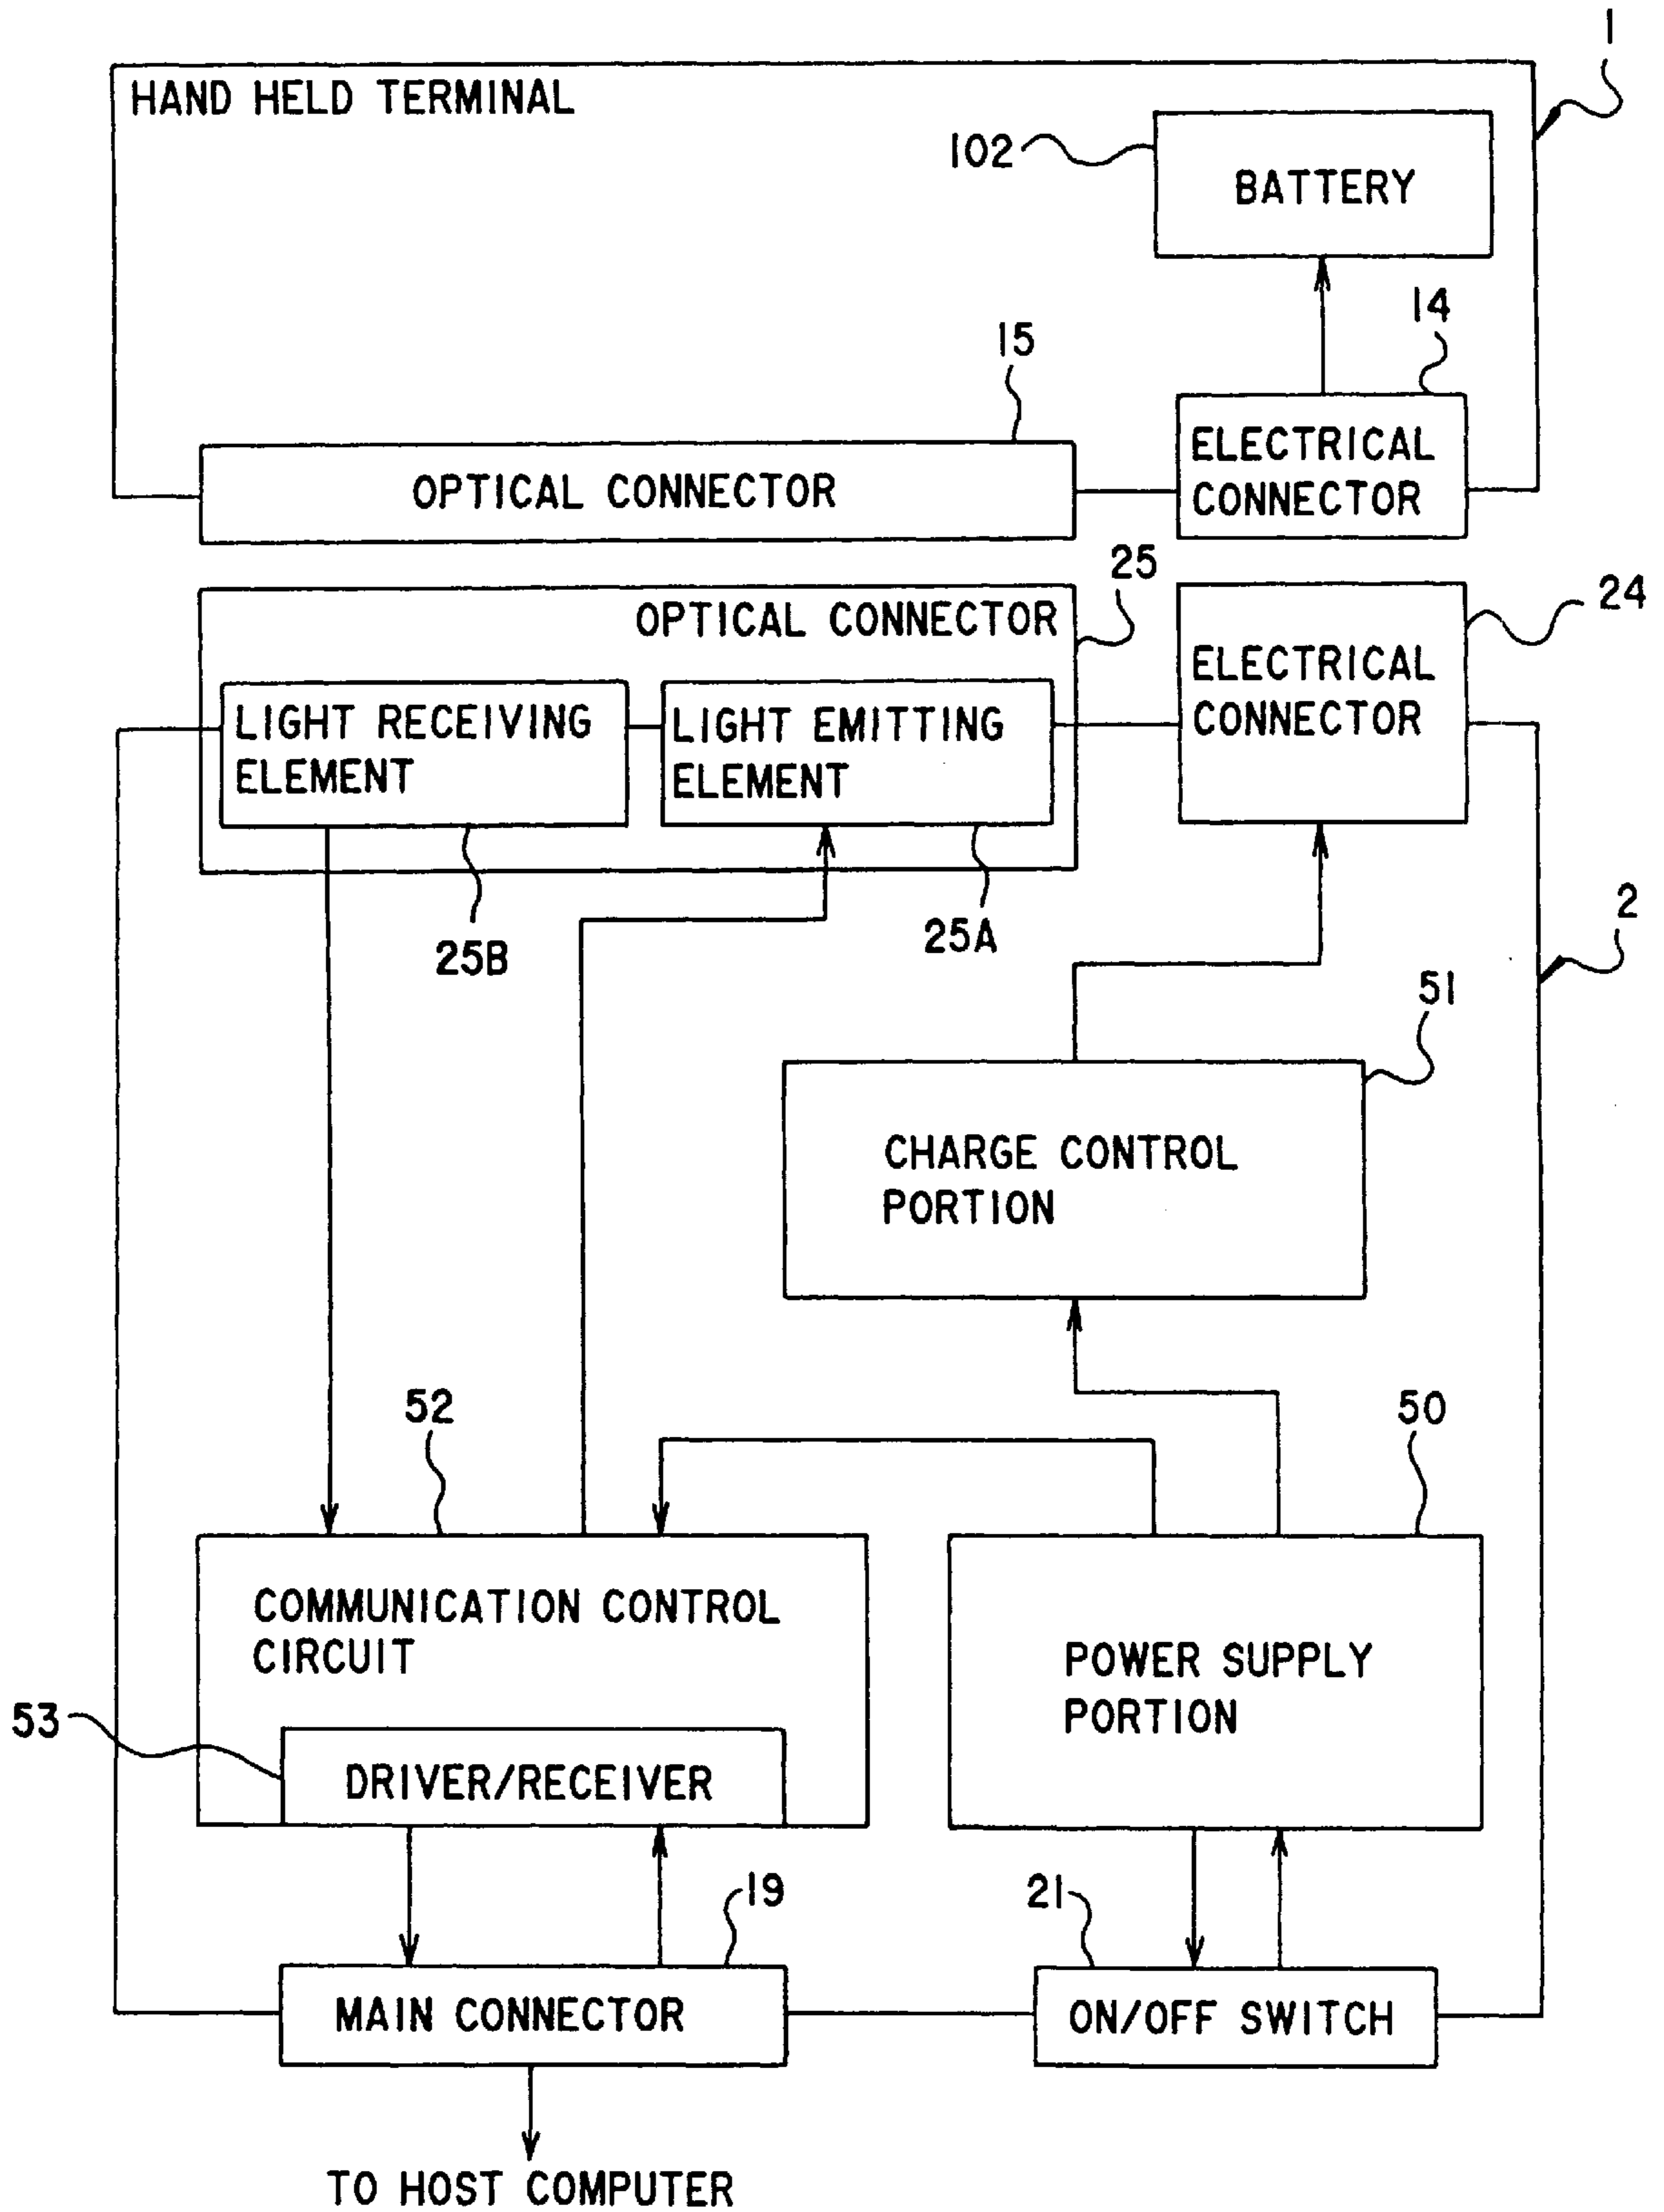 1
HAND HELD TERMINAL
102
BATTERY
14
15
ELECTRICAL
CONNECTOR
OPTICAL CONNECTOR
25
24
OPTICAL CONNECTOR
ELECTRICAL
CONNECTOR
LIGHT RECEIVING
ELEMENT
LIGHT EMITTING
ELEMENT
2
25B
25A
51
CHARGE CONTROL
PORTION
52
50
COMMUNICATION CONTROL
CIRCUIT
POWER SUPPLY
PORTION
53
DRIVER/RECEIVER
19
21
MAIN CONNECTOR
ON/OFF SWITCH
TO HOST COMPUTER